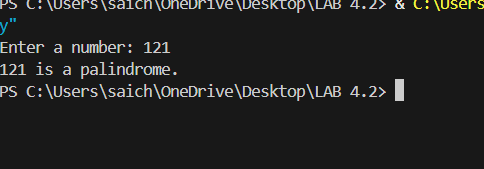 PS C:\Users\saich\OneDrive\Desktop\LAB 4.2> & C:\Users
y"
Enter a number: 121
121 is a palindrome.
PS C:\Users\saich\OneDrive\Desktop\LAB 4.2>